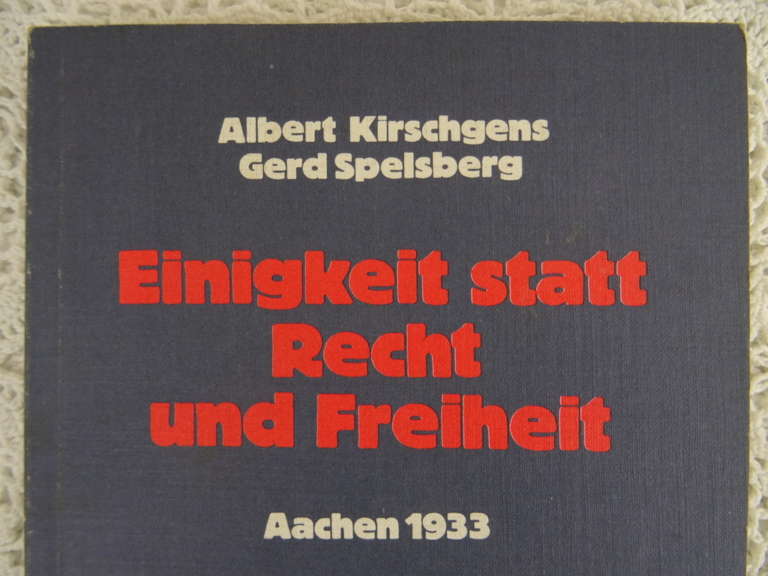 Albert Kirschgens
Gerd Spelsberg
Einigkeit statt
Recht
und Freiheit
Aachen 1933